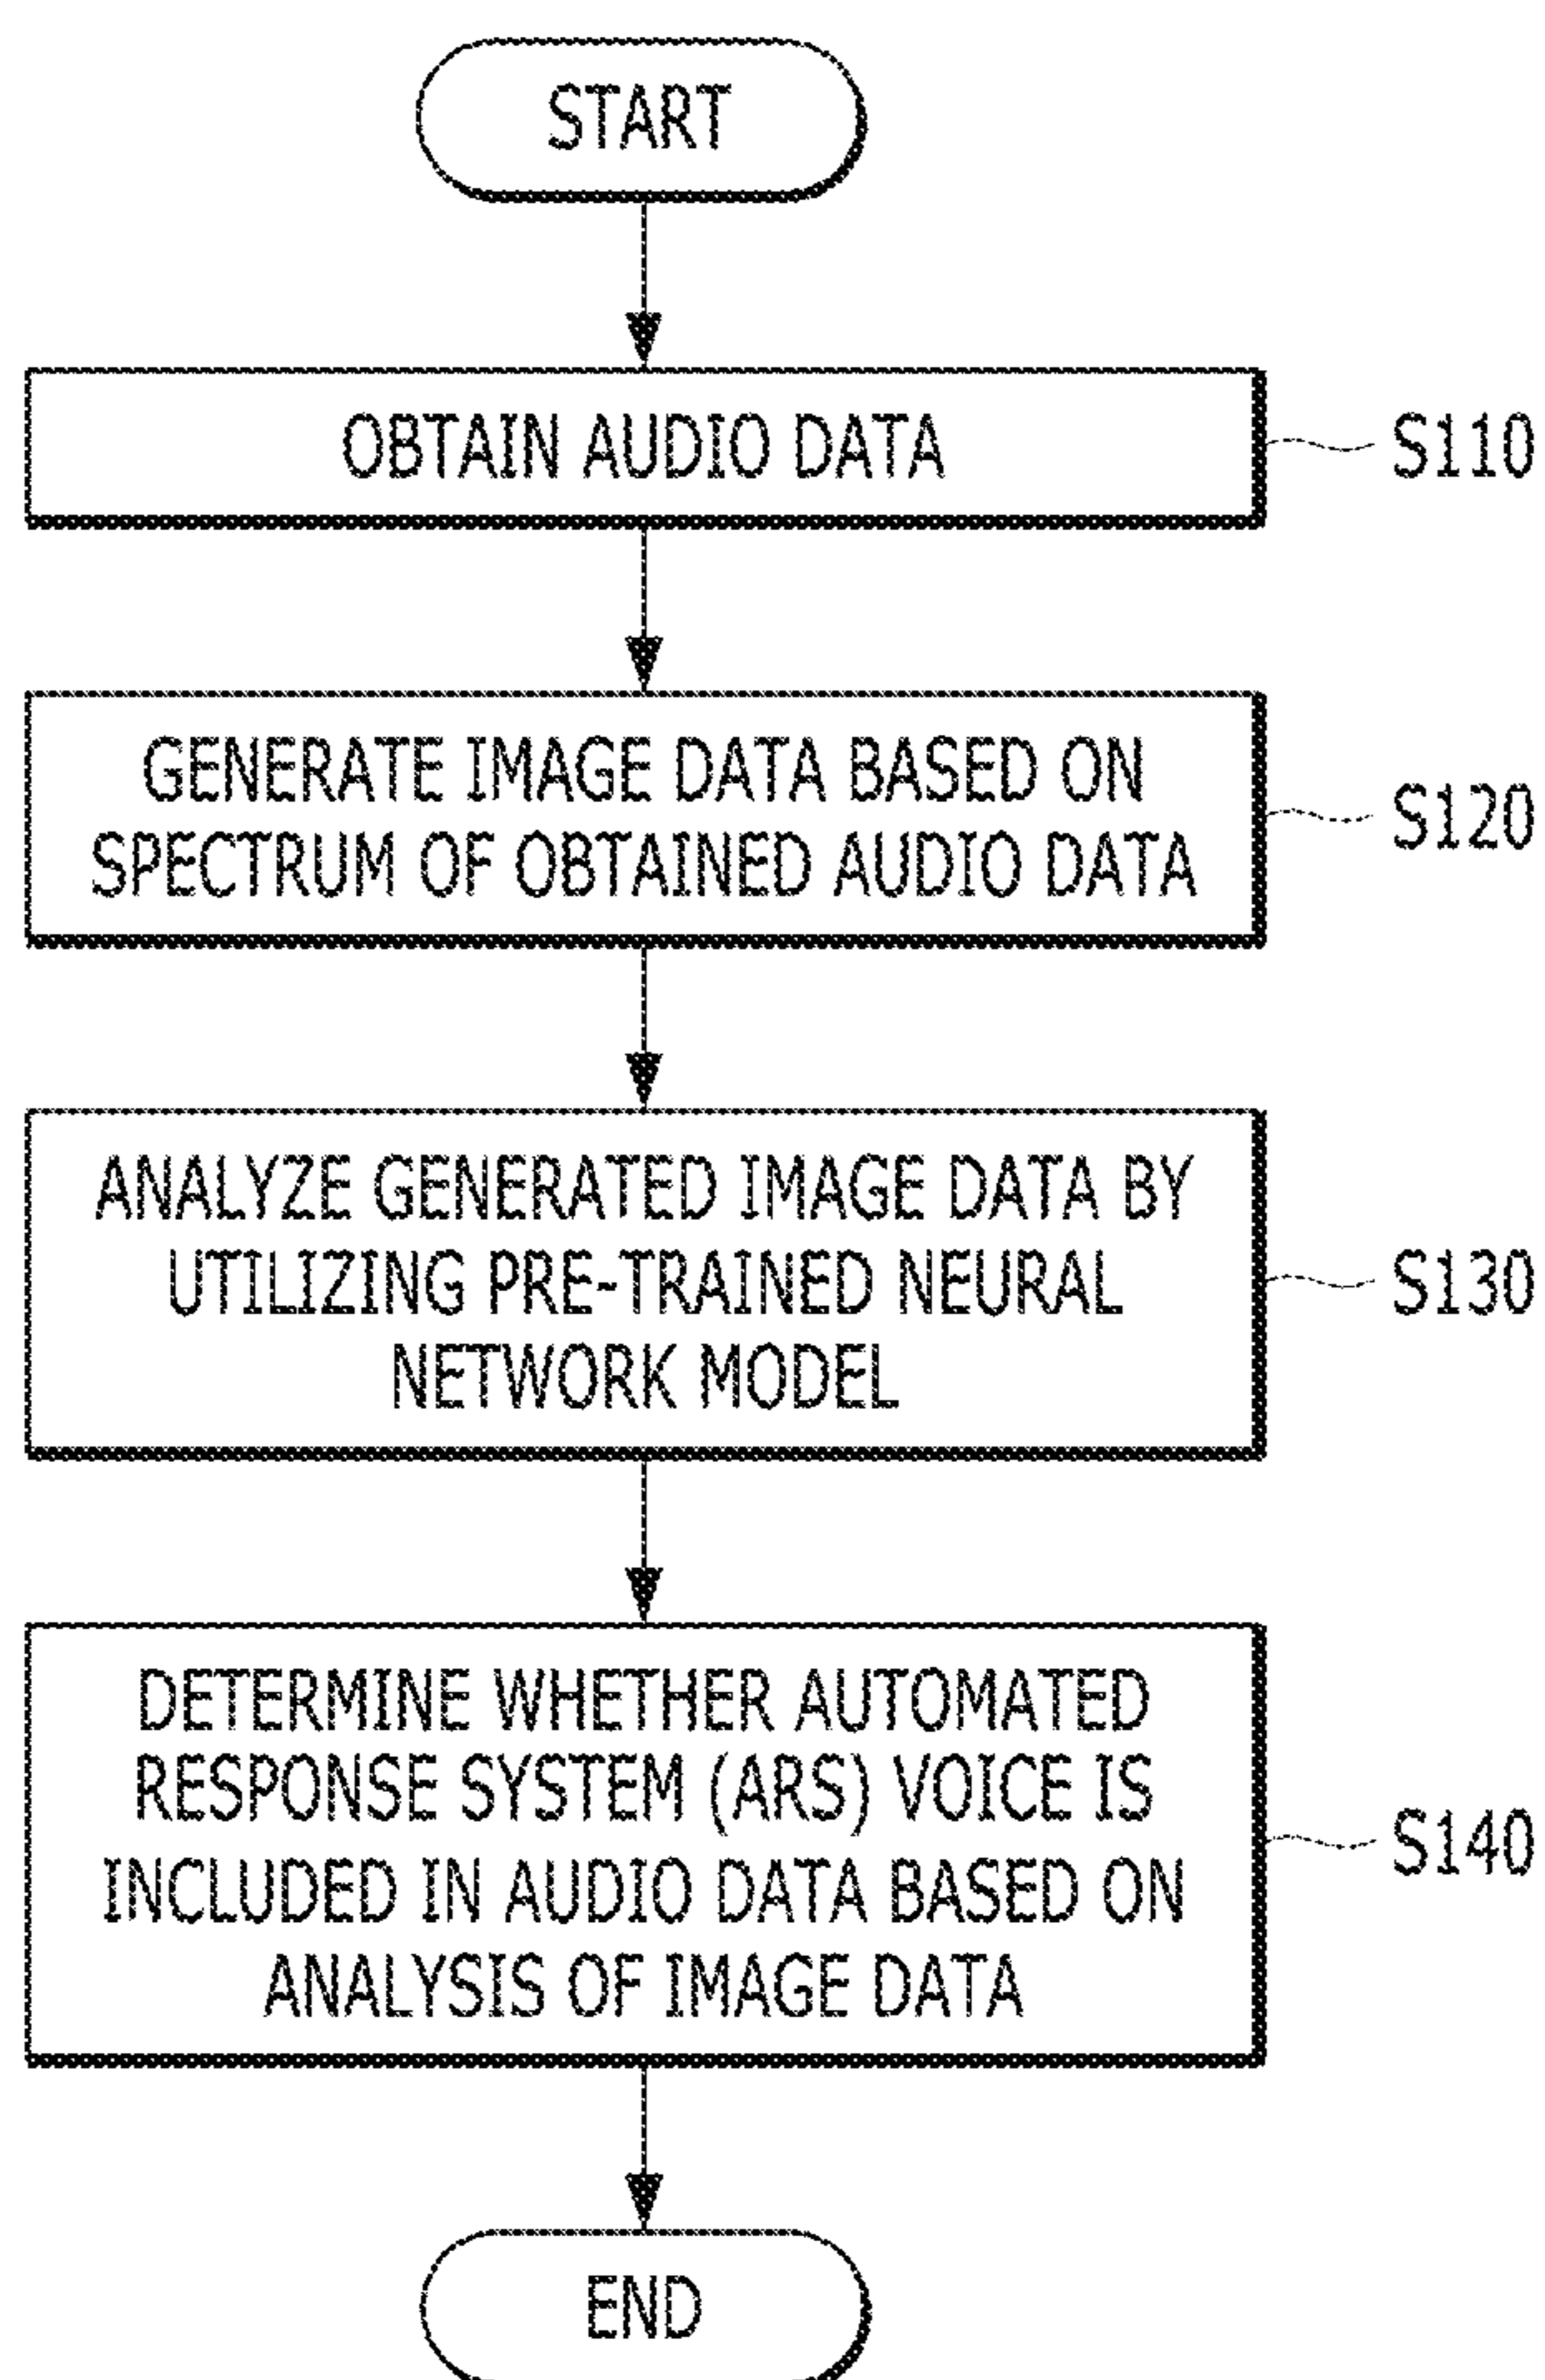 START
OBTAIN AUDIO DATA
S110
GENERATE IMAGE DATA BASED ON
SPECTRUM OF OBTAINED AUDIO DATA
S120
ANALYZE GENERATED IMAGE DATA BY
UTILIZING PRE-TRAINED NEURAL
NETWORK MODEL
S130
DETERMINE WHETHER AUTOMATED
RESPONSE SYSTEM (ARS) VOICE IS
INCLUDED IN AUDIO DATA BASED ON
ANALYSIS OF IMAGE DATA
S140
END